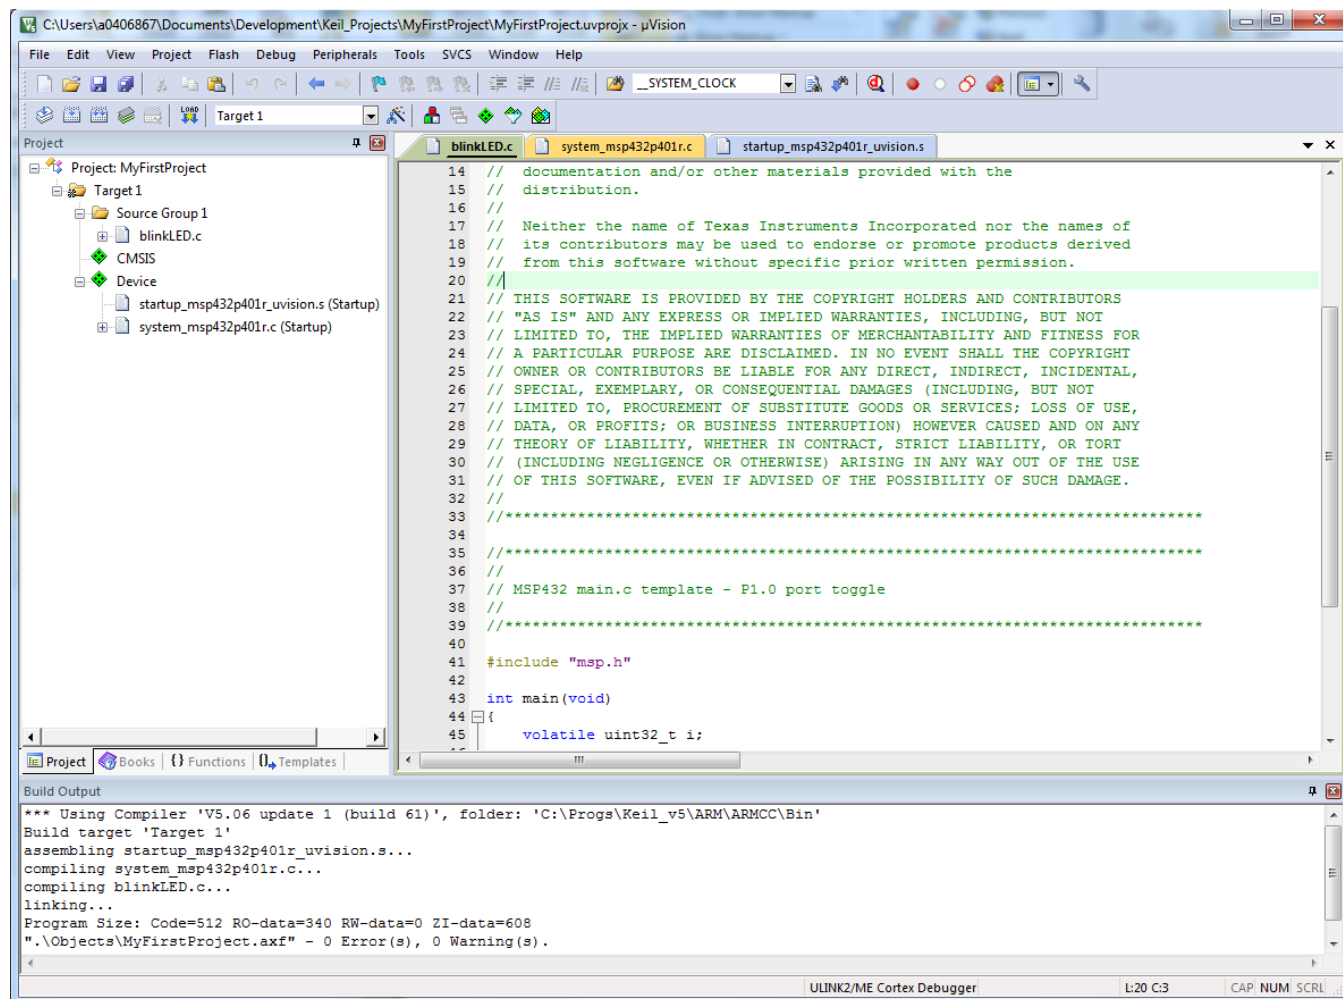 C:\Users\a0406867\Documents\Development\Keil_Projects\MyFirstProject\MyFirstProject.uvprojx - µVision
File Edit View Project Flash Debug Peripherals Tools SVCS Window Help
__SYSTEM_CLOCK
LOAD Target 1
Project
Project: MyFirstProject
Target 1
Source Group 1
blinkLED.c
CMSIS
Device
startup_msp432p401r_uvision.s (Startup)
system_msp432p401r.c (Startup)
Project Books {} Functions Templates
blinkLED.c system_msp432p401r.c startup_msp432p401r_uvision.s
14 // documentation and/or other materials provided with the
15 // distribution.
16 //
17 // Neither the name of Texas Instruments Incorporated nor the names of
18 // its contributors may be used to endorse or promote products derived
19 // from this software without specific prior written permission.
20 //
21 // THIS SOFTWARE IS PROVIDED BY THE COPYRIGHT HOLDERS AND CONTRIBUTORS
22 // "AS IS" AND ANY EXPRESS OR IMPLIED WARRANTIES, INCLUDING, BUT NOT
23 // LIMITED TO, THE IMPLIED WARRANTIES OF MERCHANTABILITY AND FITNESS FOR
24 // A PARTICULAR PURPOSE ARE DISCLAIMED. IN NO EVENT SHALL THE COPYRIGHT
25 // OWNER OR CONTRIBUTORS BE LIABLE FOR ANY DIRECT, INDIRECT, INCIDENTAL,
26 // SPECIAL, EXEMPLARY, OR CONSEQUENTIAL DAMAGES (INCLUDING, BUT NOT
27 // LIMITED TO, PROCUREMENT OF SUBSTITUTE GOODS OR SERVICES; LOSS OF USE,
28 // DATA, OR PROFITS; OR BUSINESS INTERRUPTION) HOWEVER CAUSED AND ON ANY
29 // THEORY OF LIABILITY, WHETHER IN CONTRACT, STRICT LIABILITY, OR TORT
30 // (INCLUDING NEGLIGENCE OR OTHERWISE) ARISING IN ANY WAY OUT OF THE USE
31 // OF THIS SOFTWARE, EVEN IF ADVISED OF THE POSSIBILITY OF SUCH DAMAGE.
32 //
33 //*****************************************************************************
34
35 //*****************************************************************************
36 //
37 // MSP432 main.c template - P1.0 port toggle
38 //
39 //*****************************************************************************
40
41 #include "msp.h"
42
43 int main(void)
44 {
45 volatile uint32_t i;
Build Output
*** Using Compiler 'V5.06 update 1 (build 61)', folder: 'C:\Progs\Keil_v5\ARM\ARMCC\Bin'
Build target 'Target 1'
assembling startup_msp432p401r_uvision.s...
compiling system_msp432p401r.c...
compiling blinkLED.c...
linking...
Program Size: Code=512 RO-data=340 RW-data=0 ZI-data=608
".\Objects\MyFirstProject.axf" - 0 Error(s), 0 Warning(s).
ULINK2/ME Cortex Debugger L:20 C:3 CAP NUM SCRL